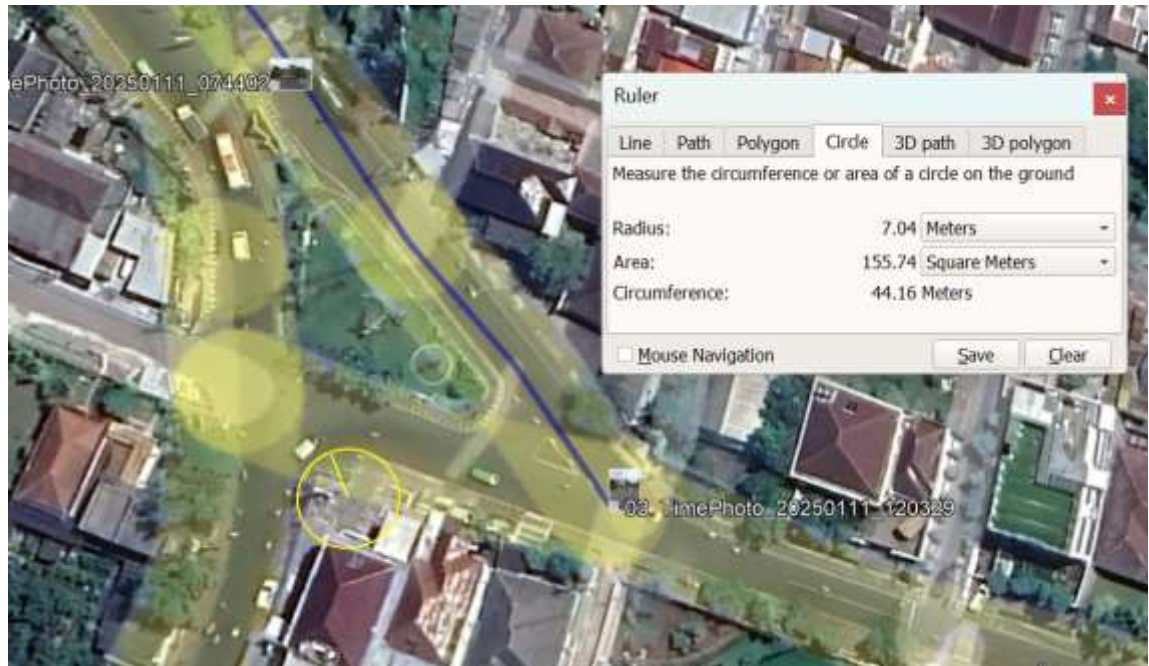 ePhoto_20250111_074402
Ruler
Line Path Polygon Circle 3D path 3D polygon
Measure the circumference or area of a circle on the ground
Radius: 7.04 Meters
Area: 155.74 Square Meters
Circumference: 44.16 Meters
Mouse Navigation Save Clear
03. TimePhoto_20250111_120329